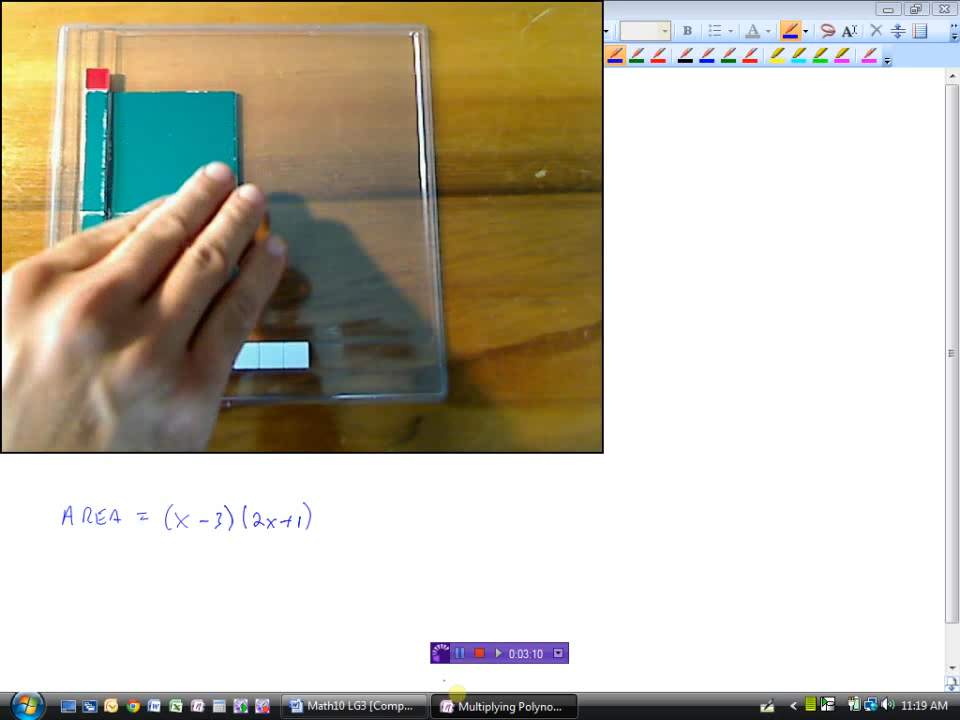 B
A
AREA = (x - 3)(2x+1)
0:03:10
Math10 LG3 [Comp...
Multiplying Polyno...
11:19 AM